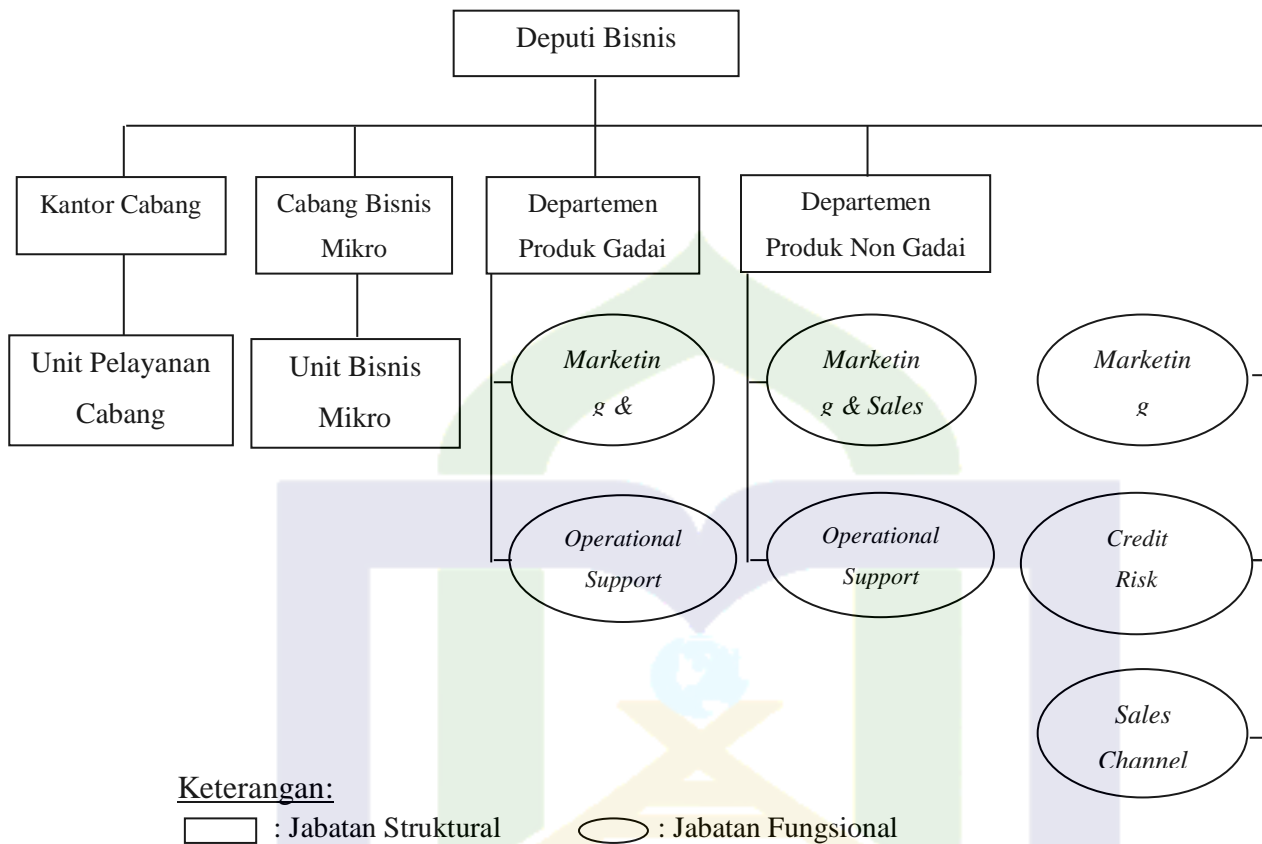 Deputi Bisnis
Kantor Cabang
Cabang Bisnis
Mikro
Departemen
Produk Gadai
Departemen
Produk Non Gadai
Unit Pelayanan
Cabang
Unit Bisnis
Mikro
Marketin
g &
Marketin
g & Sales
Marketin
g
Operational
Support
Operational
Support
Credit
Risk
Sales
Channel
Keterangan:
: Jabatan Struktural
: Jabatan Fungsional